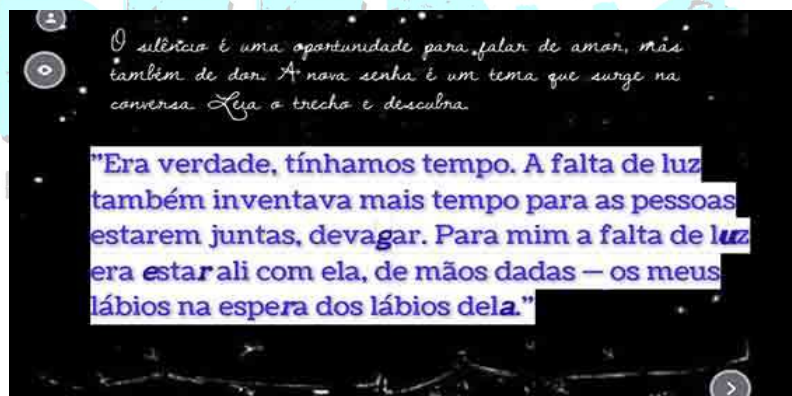 O silêncio é uma oportunidade para falar de amor, mas
também de dor. A nova senha é um tema que surge na
conversa. Leia o trecho e descubra.
"Era verdade, tínhamos tempo. A falta de luz
também inventava mais tempo para as pessoas
estarem juntas, devagar. Para mim a falta de luz
era estar ali com ela, de mãos dadas — os meus
lábios na espera dos lábios dela."